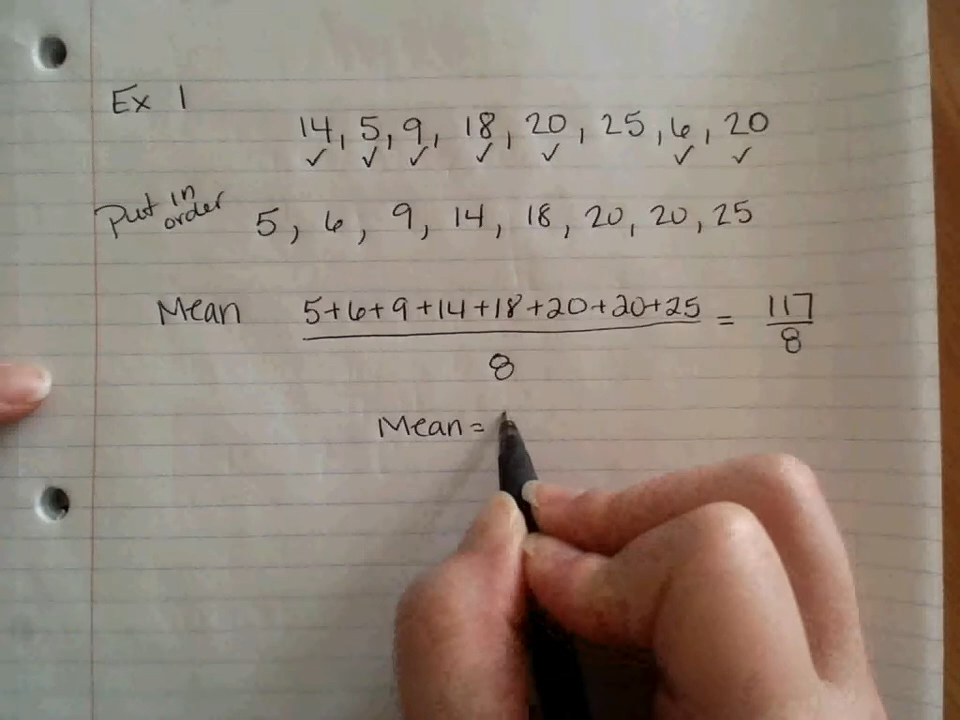 Ex 1
14, 5, 9, 18, 20, 25, 6, 20
✓ ✓ ✓ ✓ ✓ ✓ ✓
Put in order 5, 6, 9, 14, 18, 20, 20, 25
Mean 5+6+9+14+18+20+20+25 = 117
8 8
Mean =